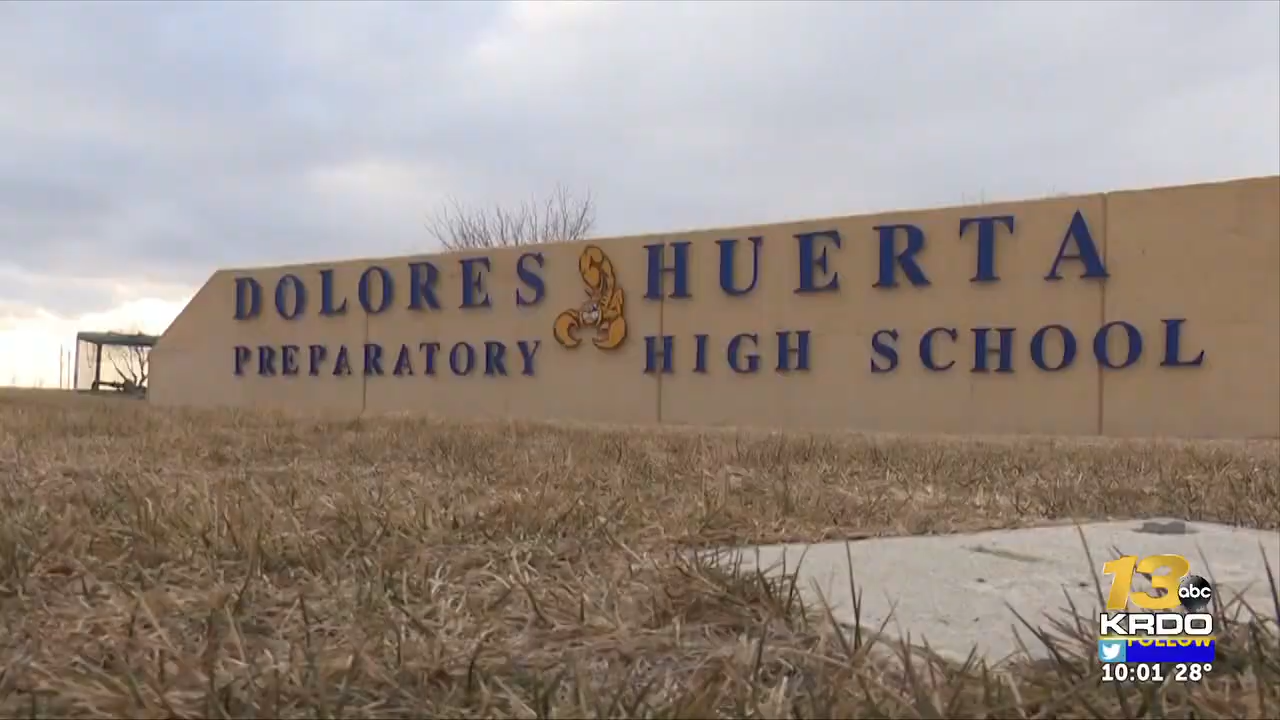 DOLORES HUERTA
PREPARATORY HIGH SCHOOL
13 abc
KRDO
FOLLOW
10:01 28°